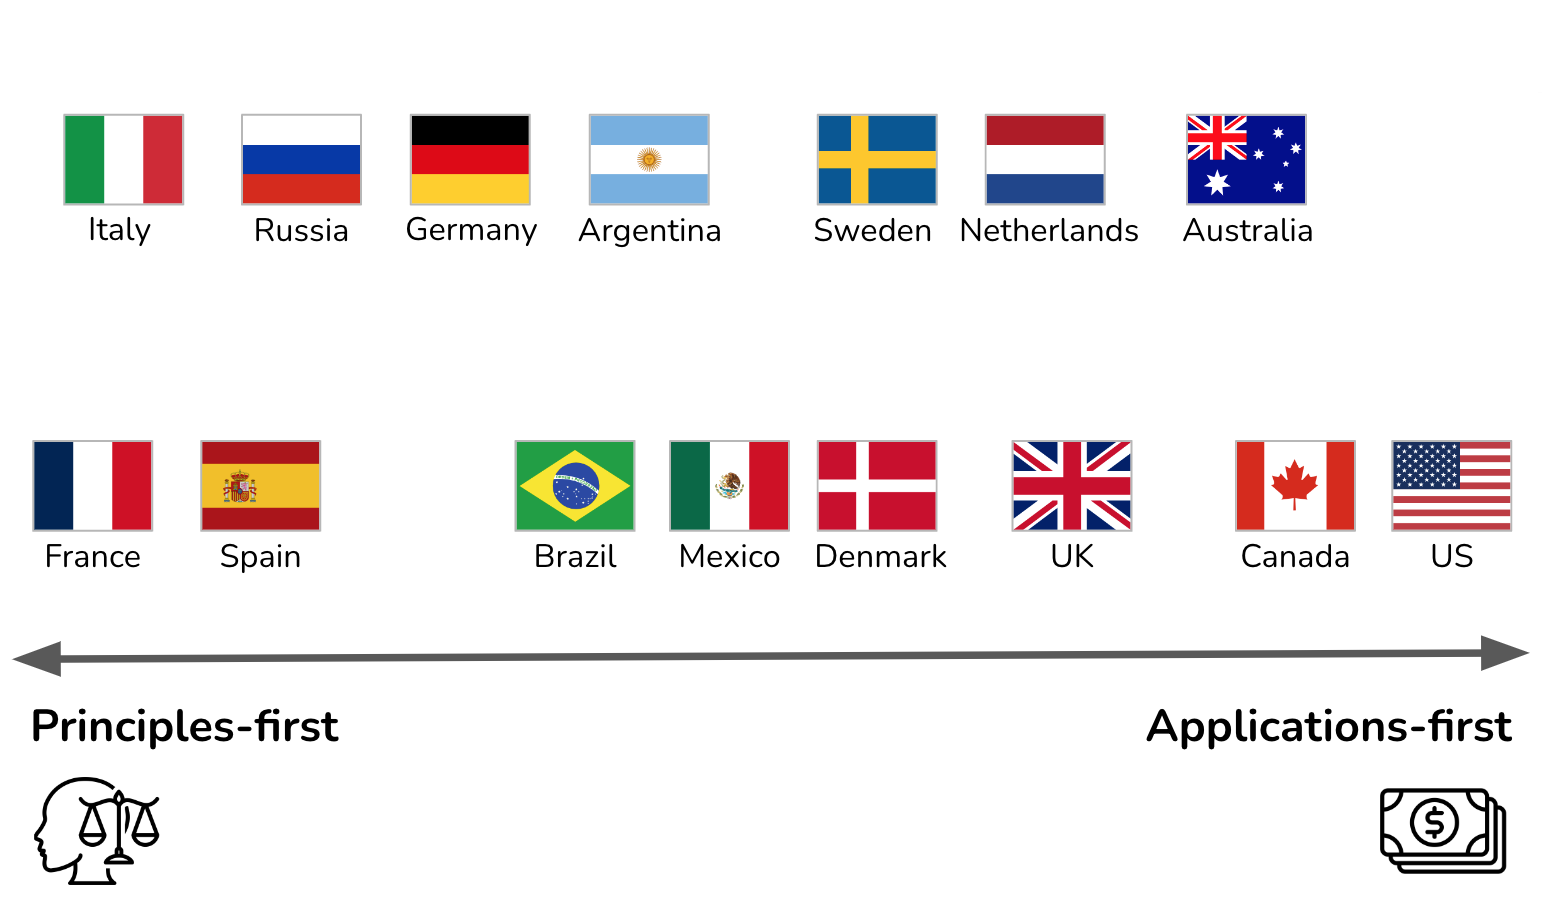 Italy Russia Germany Argentina Sweden Netherlands Australia
France Spain Brazil Mexico Denmark UK Canada US
Principles-first Applications-first
$